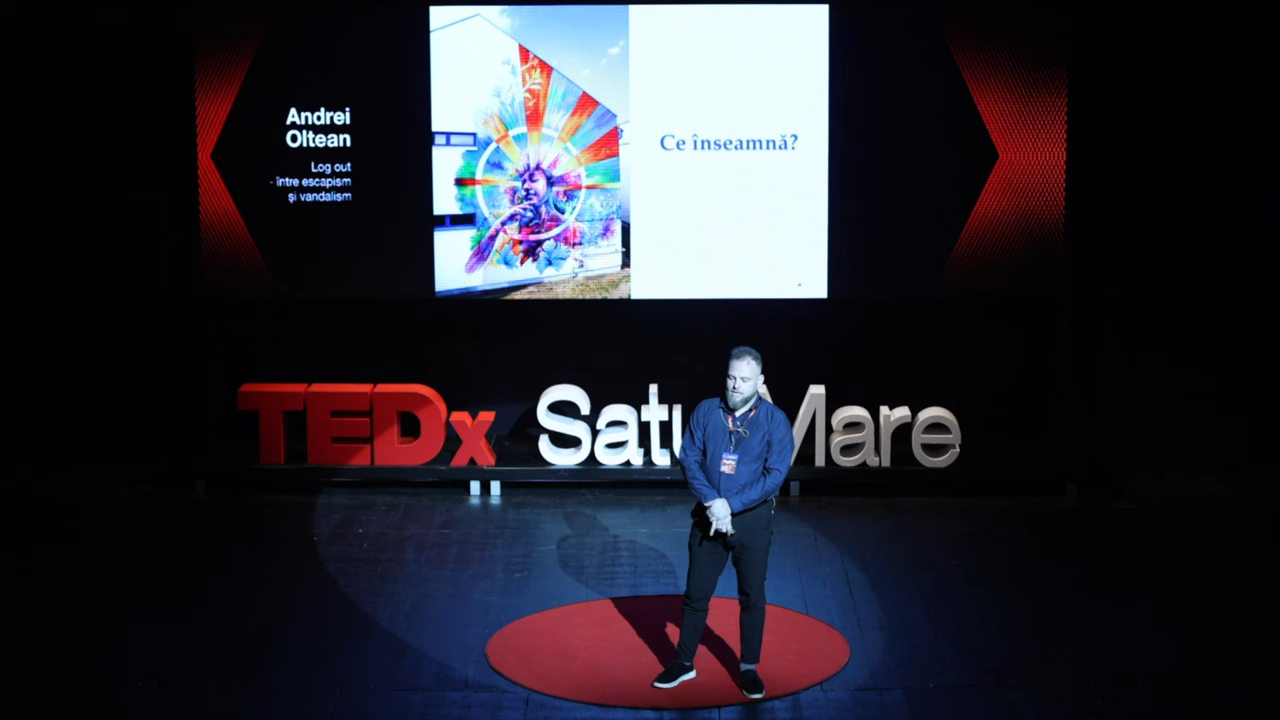 Andrei
Oltean
Log out
- între escapism
și vandalism
Ce înseamnă?
TEDx Satu Mare